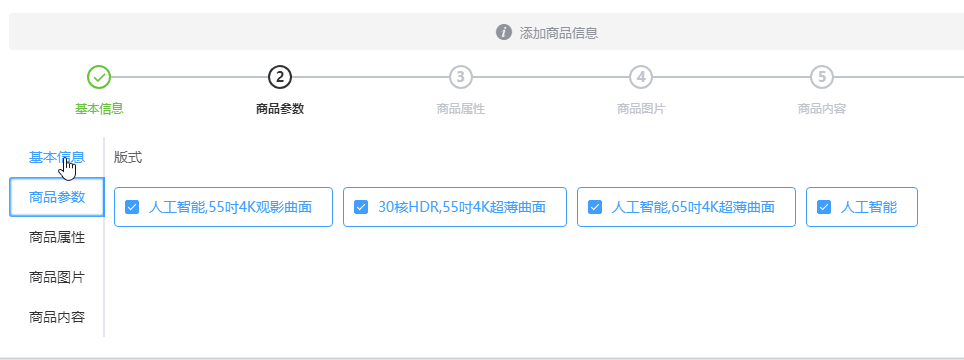 添加商品信息
2 3 4 5
基本信息 商品参数 商品属性 商品图片 商品内容
基本信息
商品参数
商品属性
商品图片
商品内容
版式
人工智能,55吋4K观影曲面 30核HDR,55吋4K超薄曲面 人工智能,65吋4K超薄曲面 人工智能